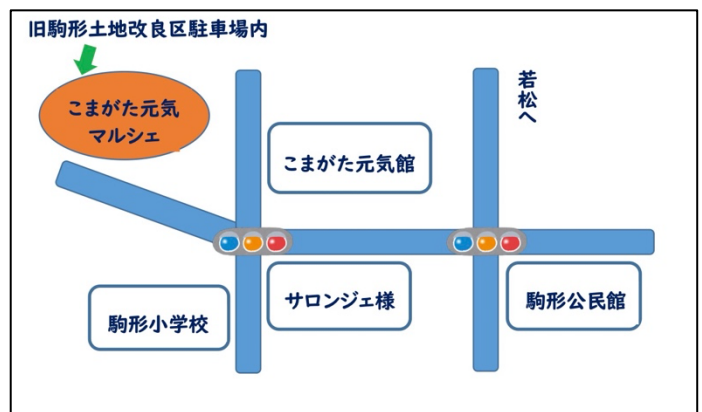 旧駒形土地改良区駐車場内
こまがた元気
マルシェ
若松へ
こまがた元気館
サロンジェ様
駒形公民館
駒形小学校